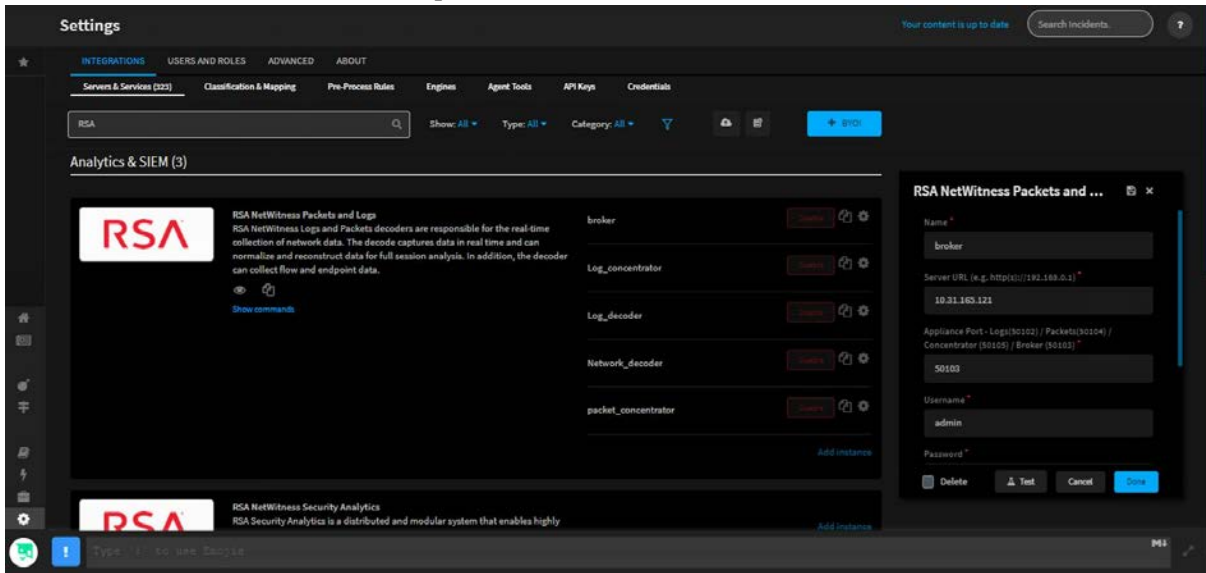 Settings
Your content is up to date
Search Incidents.
?
INTEGRATIONS USERS AND ROLES ADVANCED ABOUT
Servers & Services (323) Classification & Mapping Pre-Process Rules Engines Agent Tools API Keys Credentials
RSA
Show: All Type: All Category: All
+ BYOI
Analytics & SIEM (3)
RSA
RSA NetWitness Packets and Logs
RSA NetWitness Logs and Packets decoders are responsible for the real-time
collection of network data. The decode captures data in real time and can
normalize and reconstruct data for full session analysis. In addition, the decoder
can collect flow and endpoint data.
Show commands
broker
Log_concentrator
Log_decoder
Network_decoder
packet_concentrator
Add instance
RSA
RSA NetWitness Security Analytics
RSA Security Analytics is a distributed and modular system that enables highly
Add instance
RSA NetWitness Packets and ...
Name *
broker
Server URL (e.g. http(s)://192.168.0.1) *
10.31.165.121
Appliance Port - Logs(50102) / Packets(50104) /
Concentrator (50105) / Broker (50103) *
50103
Username *
admin
Password *
Delete Test Cancel Done
! Type '!' to use Emojis
M↓